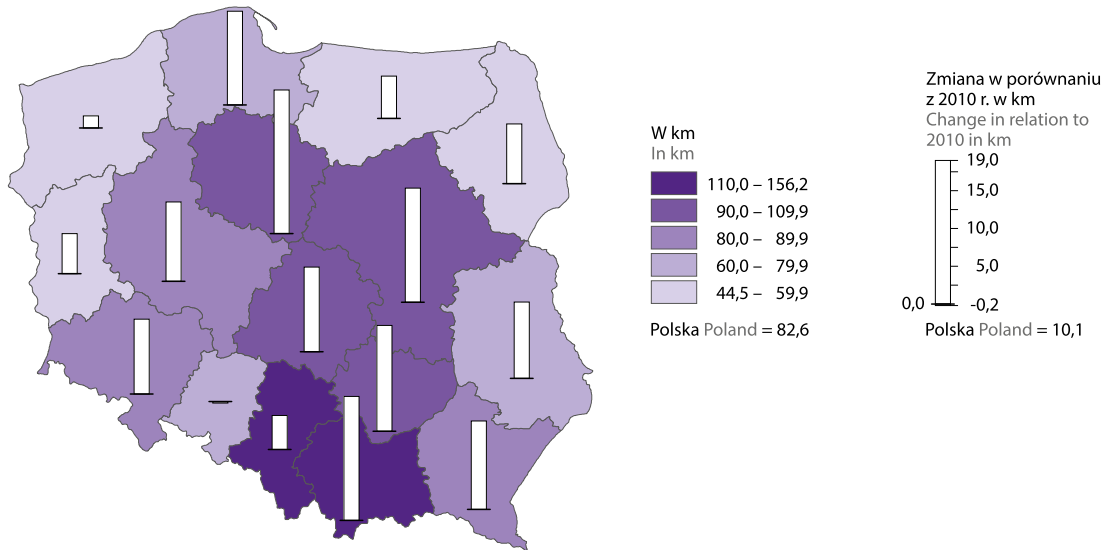 W km
In km
110,0 – 156,2
90,0 – 109,9
80,0 – 89,9
60,0 – 79,9
44,5 – 59,9
Polska Poland = 82,6
Zmiana w porównaniu
z 2010 r. w km
Change in relation to
2010 in km
19,0
15,0
10,0
5,0
0,0 -0,2
Polska Poland = 10,1